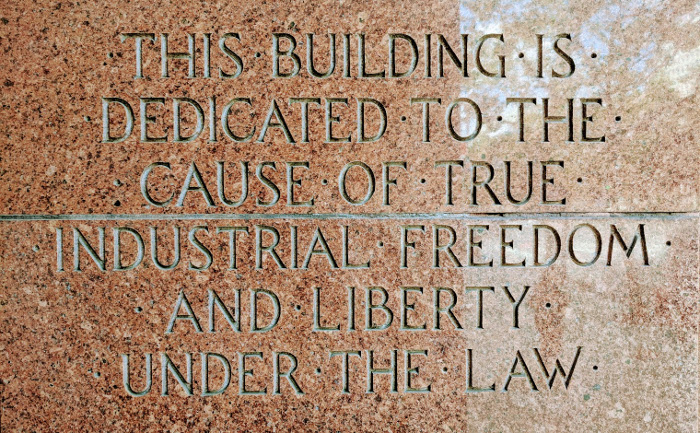 ·THIS·BUILDING·IS·
·DEDICATED·TO·THE·
·CAUSE·OF·TRUE·
·INDUSTRIAL·FREEDOM·
·AND·LIBERTY·
·UNDER·THE·LAW·